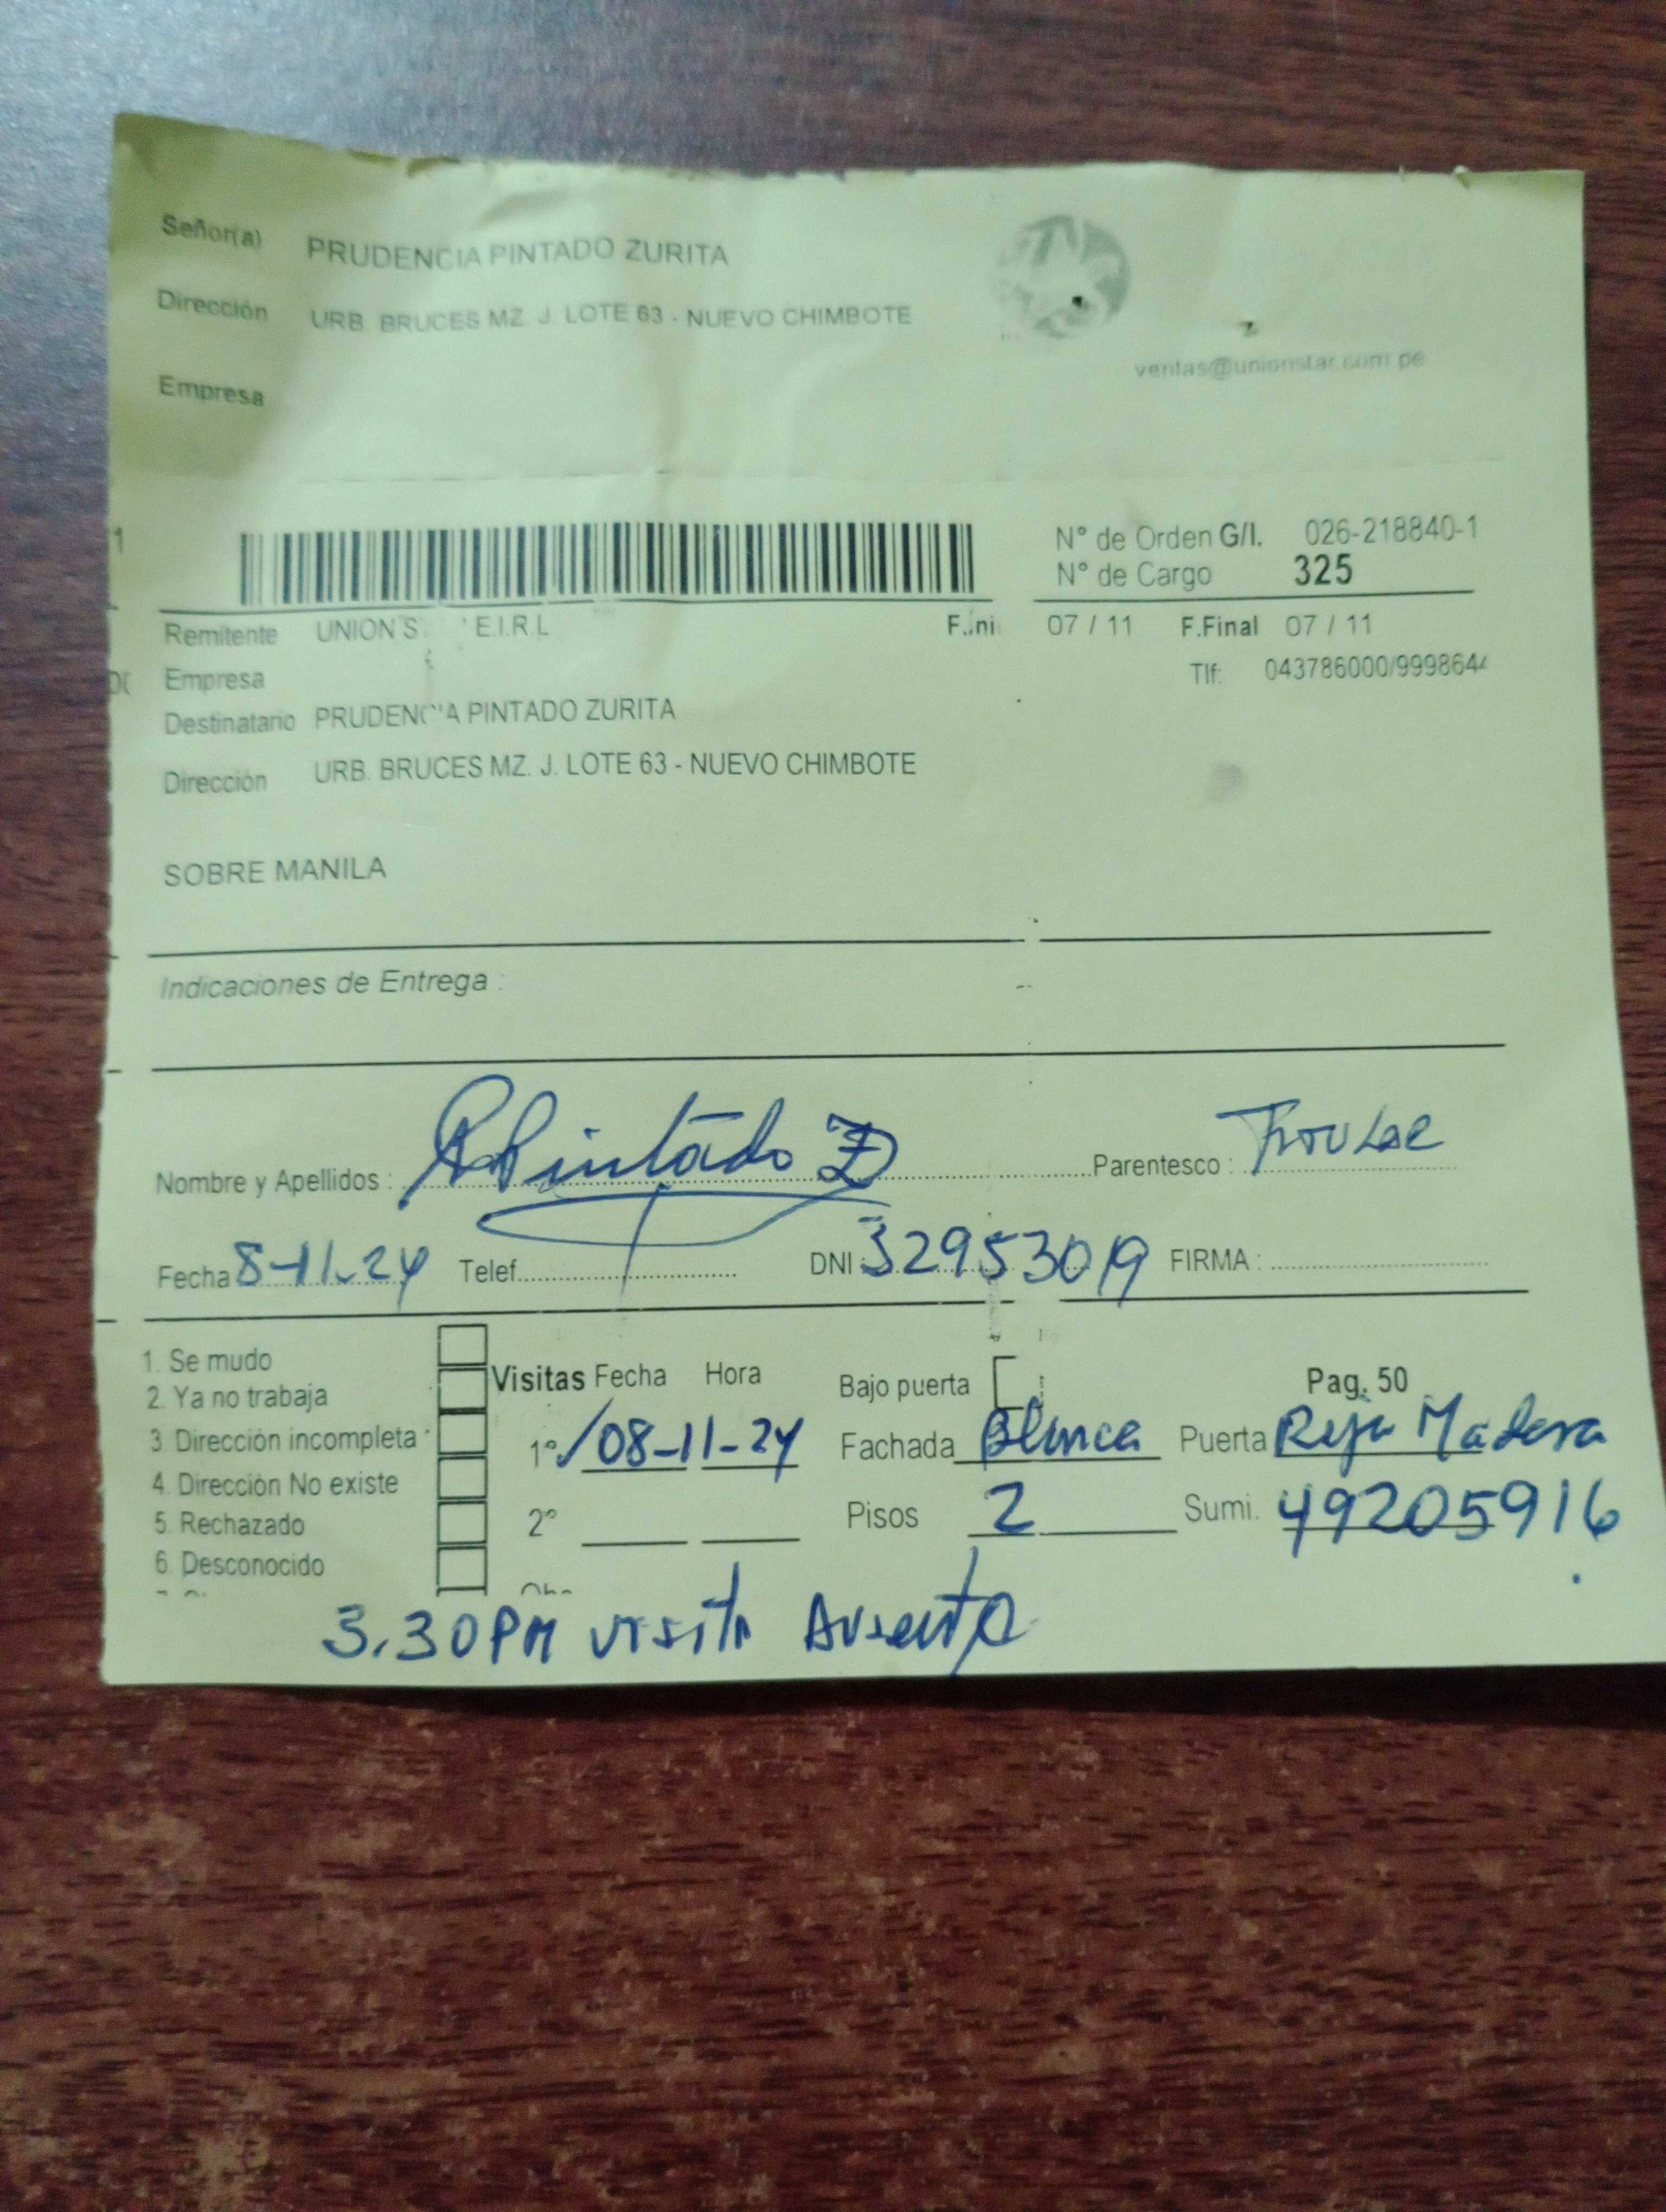 Señor(a) PRUDENCIA PINTADO ZURITA
Dirección URB. BRUCES MZ. J. LOTE 63 - NUEVO CHIMBOTE
ventas@unionstar.com.pe
Empresa
N° de Orden G/I. 026-218840-1
N° de Cargo 325
Remitente UNION S E.I.R.L F.ini 07 / 11 F.Final 07 / 11
Empresa Tlf: 043786000/999864
Destinatario PRUDENCIA PINTADO ZURITA
Dirección URB. BRUCES MZ. J. LOTE 63 - NUEVO CHIMBOTE
SOBRE MANILA
Indicaciones de Entrega :
Nombre y Apellidos : Pintado Z Parentesco :
Fecha 8-11-24 Telef. DNI : 32953019 FIRMA :
1. Se mudo
2. Ya no trabaja
3. Dirección incompleta
4. Dirección No existe
5. Rechazado
6. Desconocido
Visitas Fecha Hora
1° 08-11-24
2°
Bajo puerta Pag. 50
Fachada Blanca Puerta Reja Madera
Pisos 2 Sumi. 49205916
3.30 PM visita Ausente